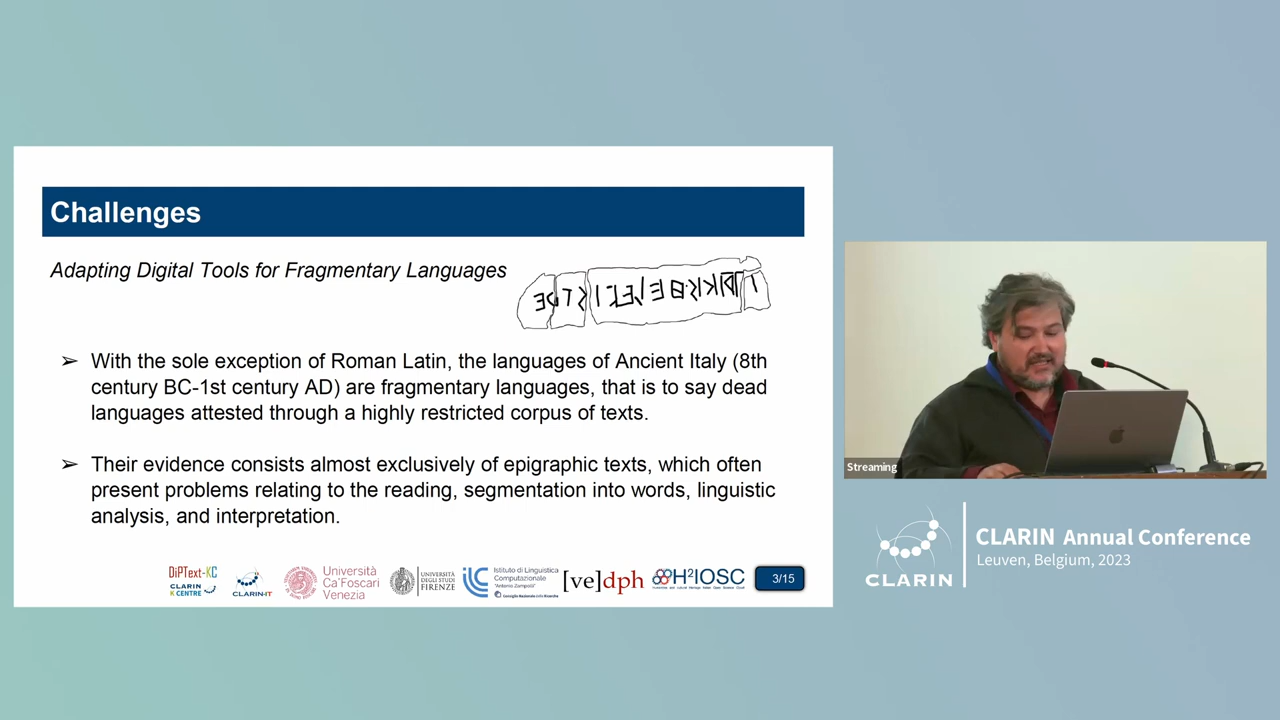 Challenges
Adapting Digital Tools for Fragmentary Languages
➢ With the sole exception of Roman Latin, the languages of Ancient Italy (8th
century BC-1st century AD) are fragmentary languages, that is to say dead
languages attested through a highly restricted corpus of texts.
➢ Their evidence consists almost exclusively of epigraphic texts, which often
present problems relating to the reading, segmentation into words, linguistic
analysis, and interpretation.
DiPText-KC
CLARIN
K CENTRE
CLARIN-IT
Università
Ca'Foscari
Venezia
UNIVERSITÀ
DEGLI STUDI
FIRENZE
Istituto di Linguistica
Computazionale
"Antonio Zampolli"
Consiglio Nazionale delle Ricerche
[ve]dph
H²IOSC
3/15
Streaming
CLARIN
CLARIN Annual Conference
Leuven, Belgium, 2023